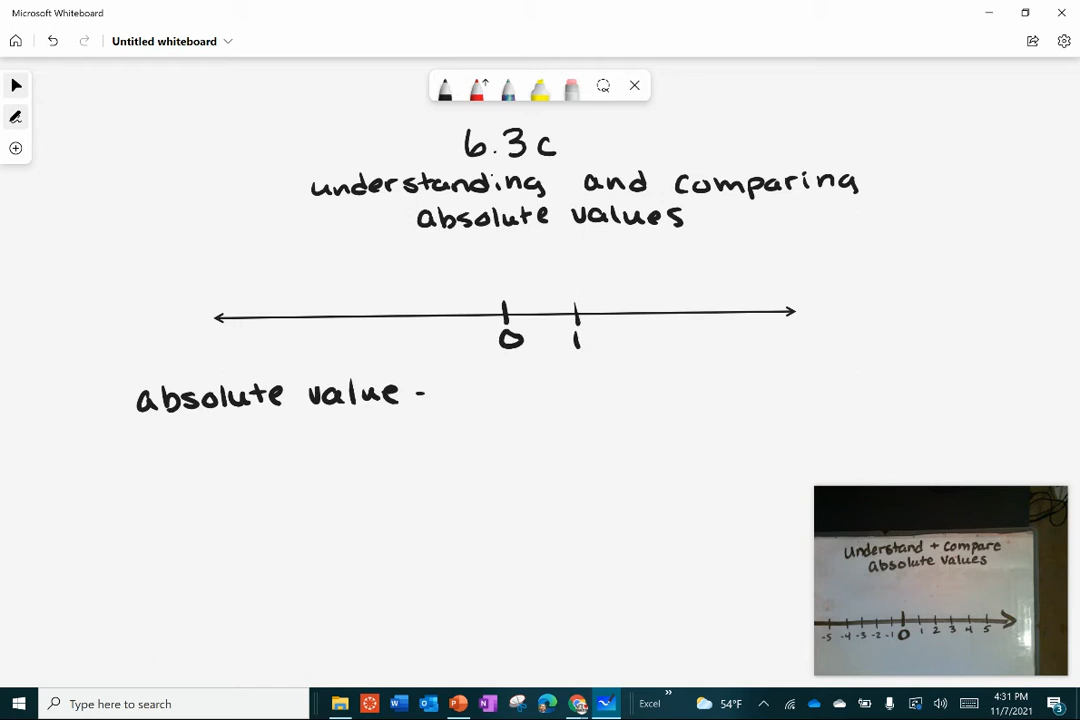 Microsoft Whiteboard
Untitled whiteboard
6.3c
understanding and comparing
absolute values
0 1
absolute value -
Understand + Compare
Absolute Values
-5 -4 -3 -2 -1 0 1 2 3 4 5
Type here to search
Excel
54°F
4:31 PM
11/7/2021
3